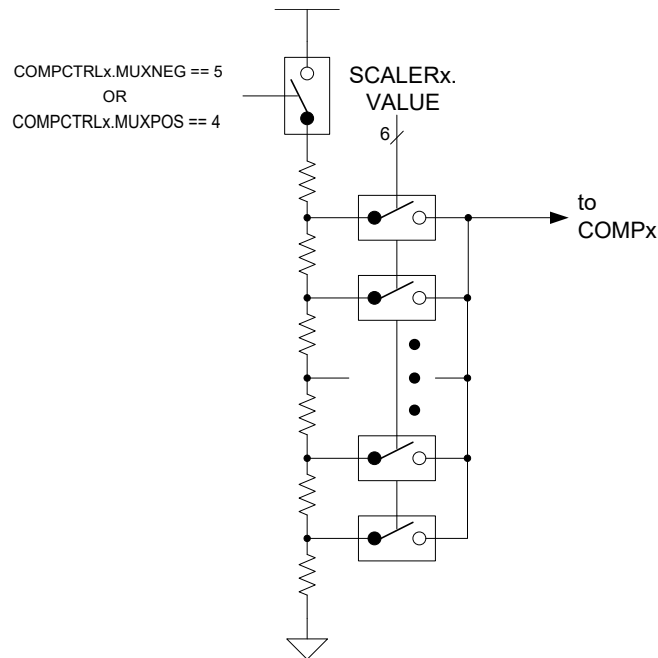 COMPCTRLx.MUXNEG == 5
OR
COMPCTRLx.MUXPOS == 4
SCALERx.
VALUE
6
to
COMPx